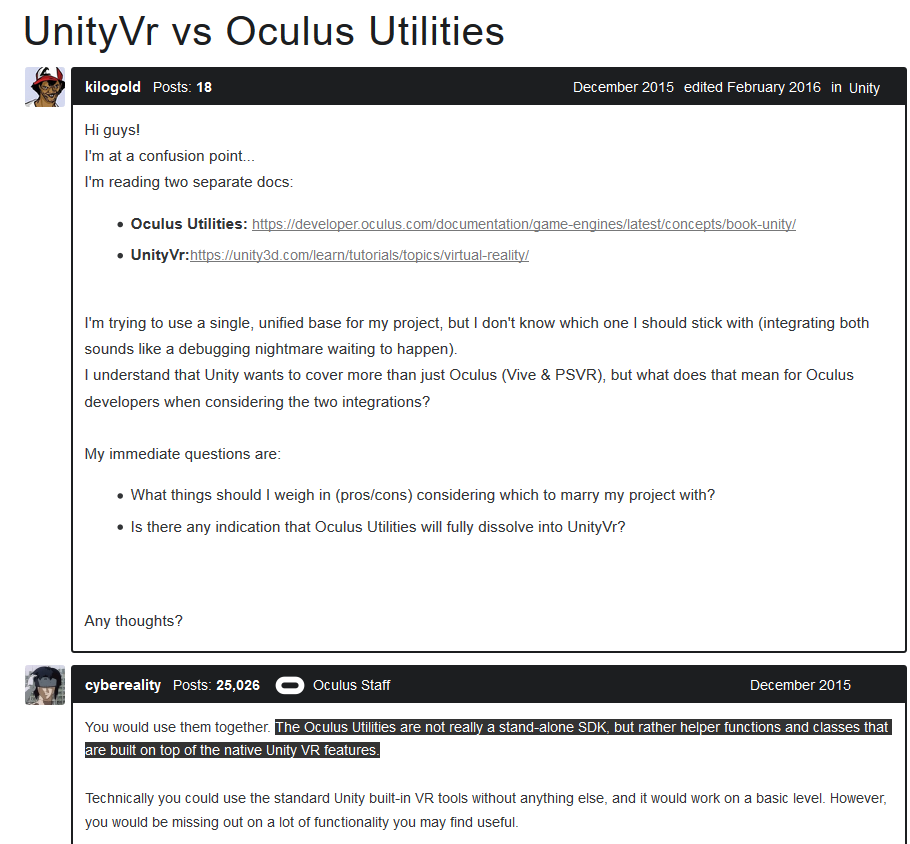 UnityVr vs Oculus Utilities
kilogold Posts: 18 December 2015 edited February 2016 in Unity
Hi guys!
I'm at a confusion point...
I'm reading two separate docs:
• Oculus Utilities: https://developer.oculus.com/documentation/game-engines/latest/concepts/book-unity/
• UnityVr:https://unity3d.com/learn/tutorials/topics/virtual-reality/
I'm trying to use a single, unified base for my project, but I don't know which one I should stick with (integrating both
sounds like a debugging nightmare waiting to happen).
I understand that Unity wants to cover more than just Oculus (Vive & PSVR), but what does that mean for Oculus
developers when considering the two integrations?
My immediate questions are:
• What things should I weigh in (pros/cons) considering which to marry my project with?
• Is there any indication that Oculus Utilities will fully dissolve into UnityVr?
Any thoughts?
cybereality Posts: 25,026 Oculus Staff December 2015
You would use them together. The Oculus Utilities are not really a stand-alone SDK, but rather helper functions and classes that
are built on top of the native Unity VR features.
Technically you could use the standard Unity built-in VR tools without anything else, and it would work on a basic level. However,
you would be missing out on a lot of functionality you may find useful.